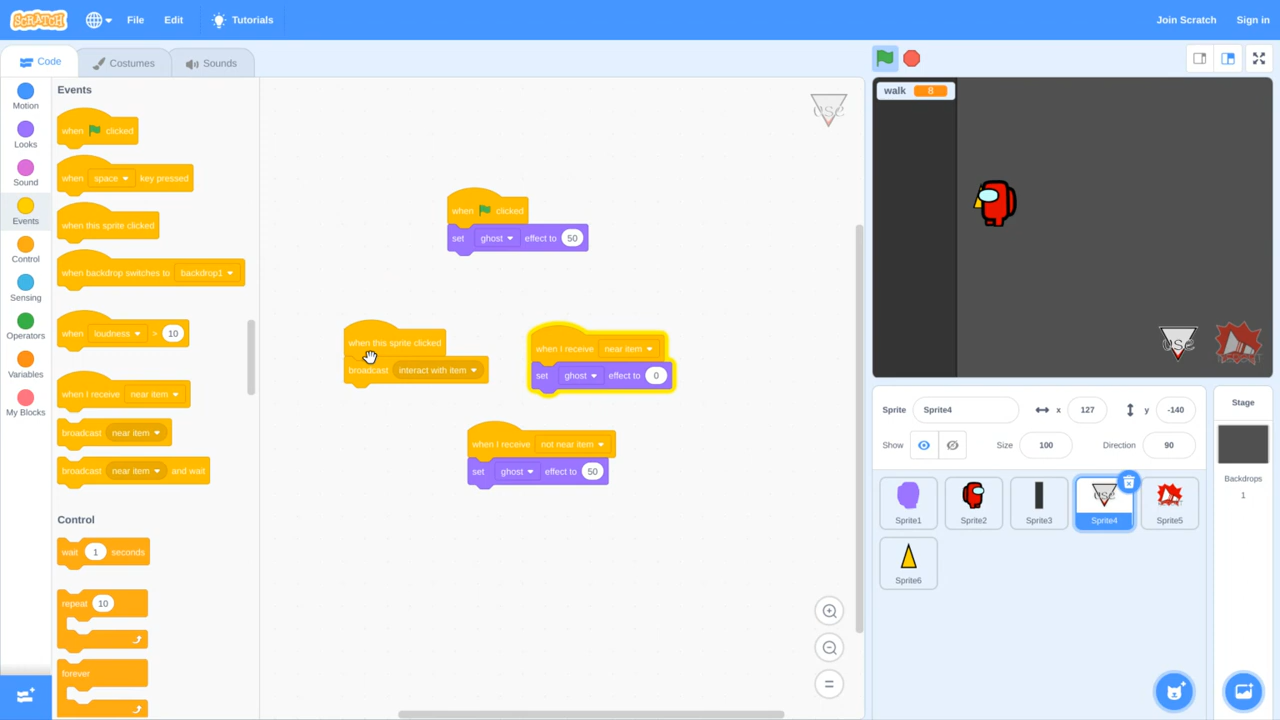 SCRATCH File Edit Tutorials Join Scratch Sign in
Code Costumes Sounds
Motion
Looks
Sound
Events
Control
Sensing
Operators
Variables
My Blocks
Events
when clicked
when space key pressed
when this sprite clicked
when backdrop switches to backdrop1
when loudness > 10
when I receive near item
broadcast near item
broadcast near item and wait
Control
wait 1 seconds
repeat 10
forever
when clicked
set ghost effect to 50
when this sprite clicked
broadcast interact with item
when I receive near item
set ghost effect to 0
when I receive not near item
set ghost effect to 50
walk 8
Sprite Sprite4 x 127 y -140
Show Size 100 Direction 90
Sprite1 Sprite2 Sprite3 Sprite4 Sprite5
Sprite6
Stage
Backdrops
1